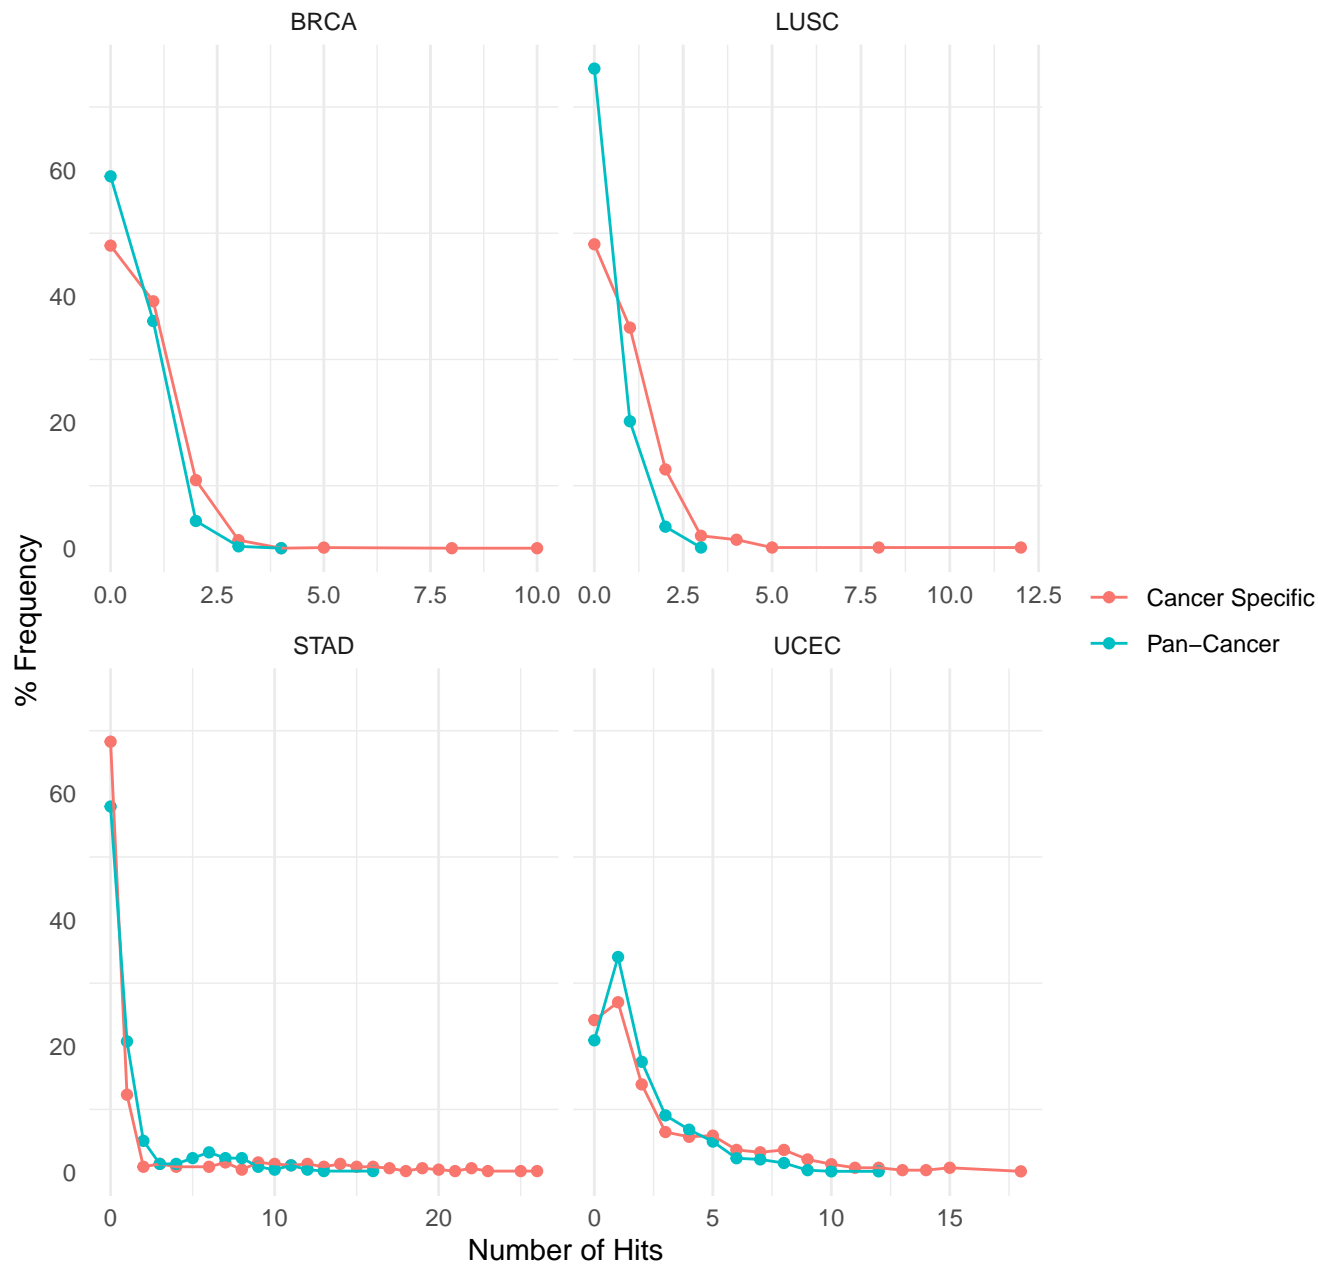 BRCA
LUSC
60
40
20
0
0.0 2.5 5.0 7.5 10.0
0.0 2.5 5.0 7.5 10.0 12.5
% Frequency
Cancer Specific
Pan−Cancer
STAD
UCEC
60
40
20
0
0 10 20
0 5 10 15
Number of Hits